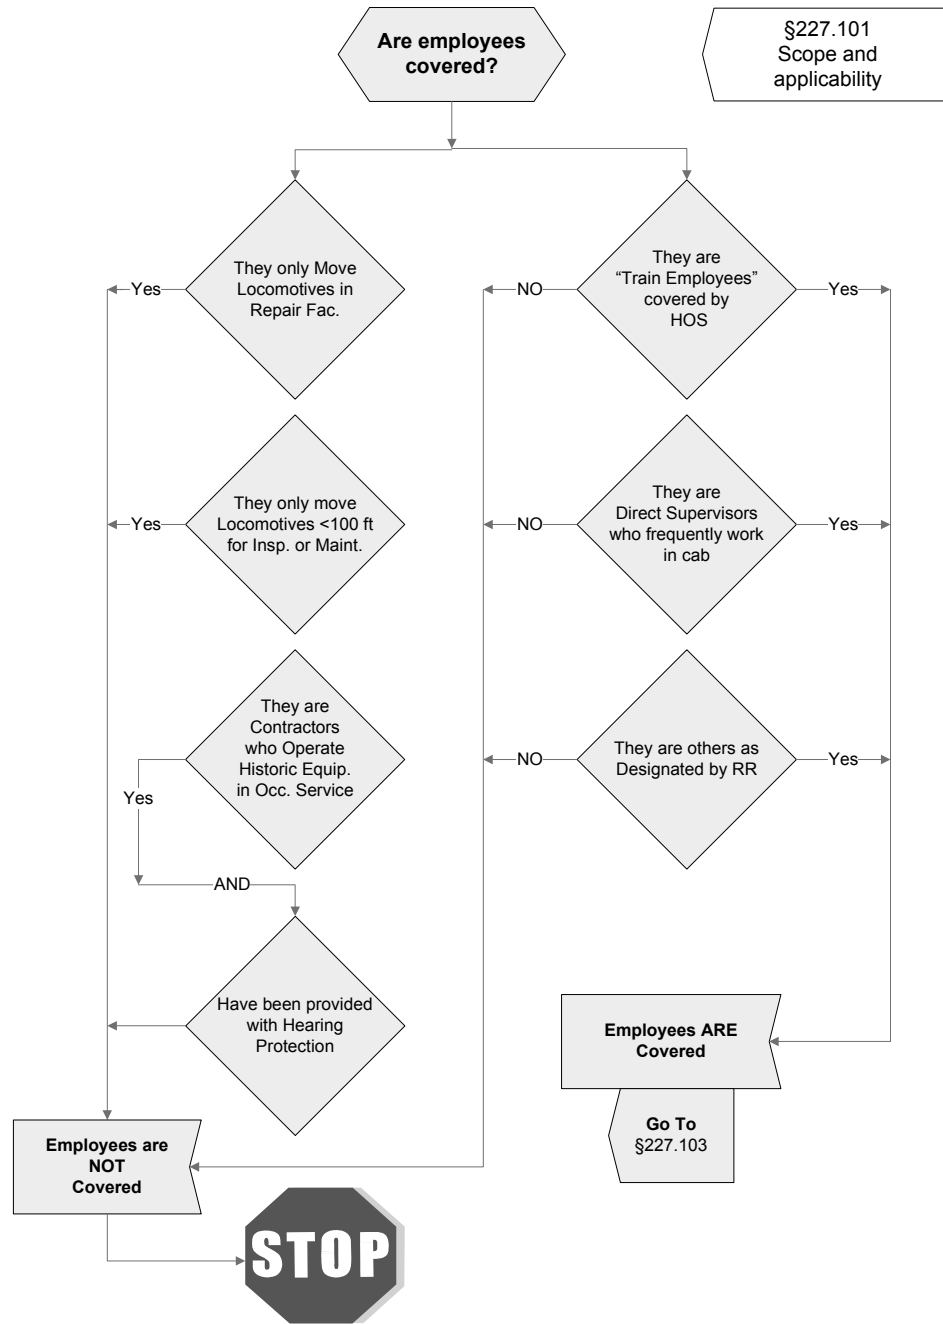 Are employees
covered?
§227.101
Scope and
applicability
They only Move
Locomotives in
Repair Fac.
Yes
They are
“Train Employees”
covered by
HOS
NO
Yes
They only move
Locomotives <100 ft
for Insp. or Maint.
Yes
They are
Direct Supervisors
who frequently work
in cab
NO
Yes
They are
Contractors
who Operate
Historic Equip.
in Occ. Service
Yes
They are others as
Designated by RR
NO
Yes
AND
Have been provided
with Hearing
Protection
Employees ARE
Covered
Go To
§227.103
Employees are
NOT
Covered
STOP